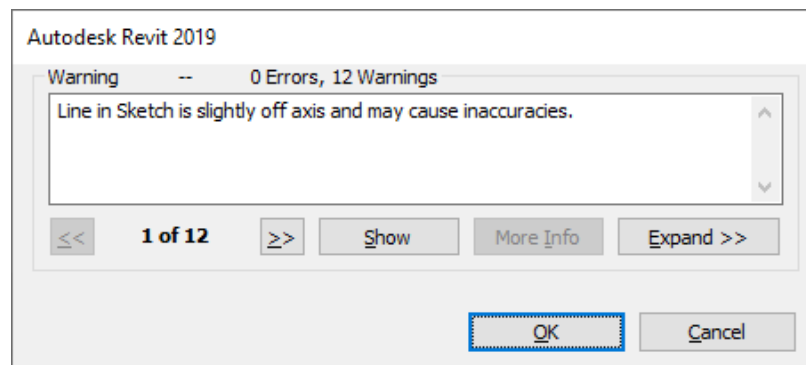 Autodesk Revit 2019
Warning -- 0 Errors, 12 Warnings
Line in Sketch is slightly off axis and may cause inaccuracies.
<< 1 of 12 >> Show More Info Expand >>
OK Cancel